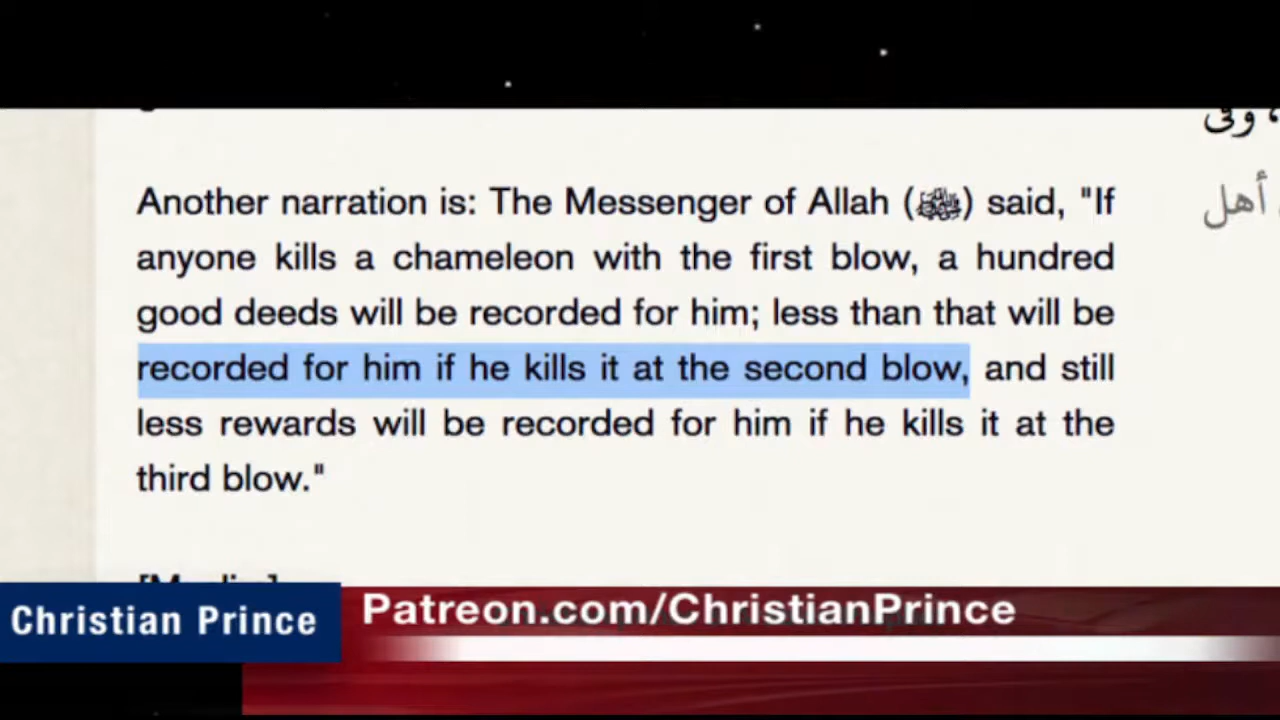 وفى
أهل
Another narration is: The Messenger of Allah (ﷺ) said, "If
anyone kills a chameleon with the first blow, a hundred
good deeds will be recorded for him; less than that will be
recorded for him if he kills it at the second blow, and still
less rewards will be recorded for him if he kills it at the
third blow."
Christian Prince
Patreon.com/ChristianPrince